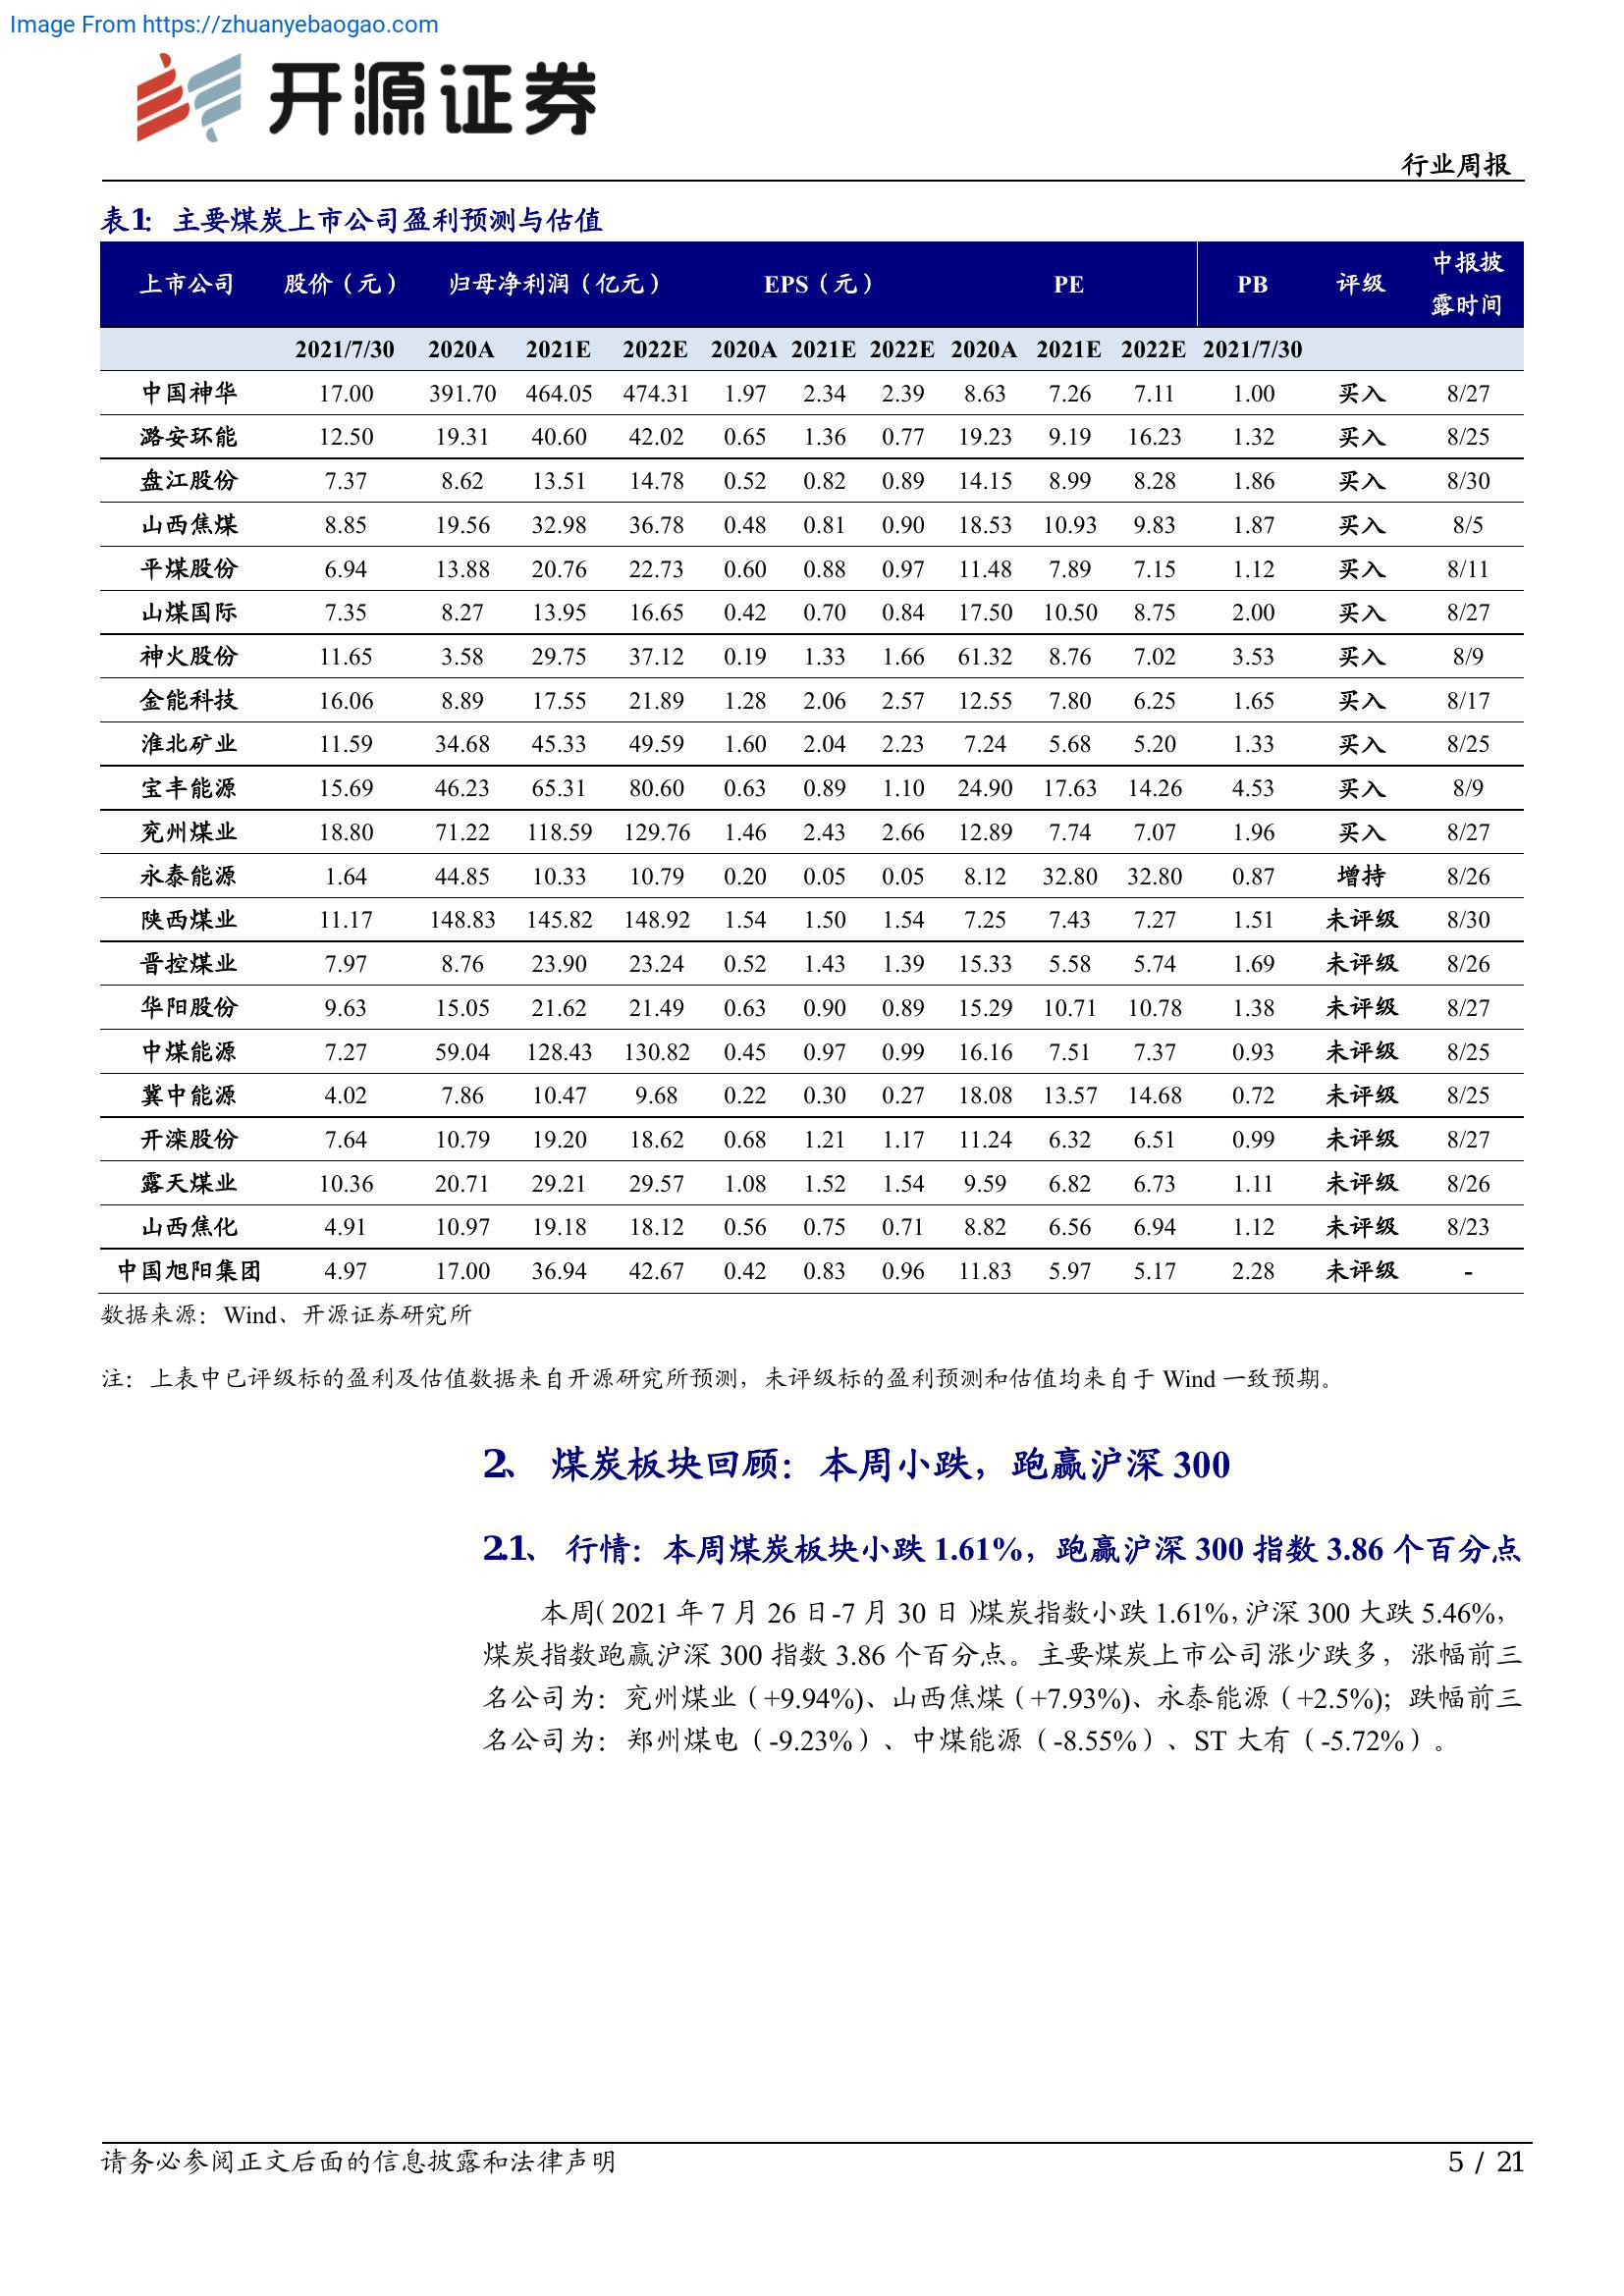 Image From https://zhuanyebaogao.com
开源证券
行业周报
表1: 主要煤炭上市公司盈利预测与估值
上市公司 股价（元） 归母净利润（亿元） EPS（元） PE PB 评级 中报披露时间
2021/7/30 2020A 2021E 2022E 2020A 2021E 2022E 2020A 2021E 2022E 2021/7/30
中国神华 17.00 391.70 464.05 474.31 1.97 2.34 2.39 8.63 7.26 7.11 1.00 买入 8/27
潞安环能 12.50 19.31 40.60 42.02 0.65 1.36 0.77 19.23 9.19 16.23 1.32 买入 8/25
盘江股份 7.37 8.62 13.51 14.78 0.52 0.82 0.89 14.15 8.99 8.28 1.86 买入 8/30
山西焦煤 8.85 19.56 32.98 36.78 0.48 0.81 0.90 18.53 10.93 9.83 1.87 买入 8/5
平煤股份 6.94 13.88 20.76 22.73 0.60 0.88 0.97 11.48 7.89 7.15 1.12 买入 8/11
山煤国际 7.35 8.27 13.95 16.65 0.42 0.70 0.84 17.50 10.50 8.75 2.00 买入 8/27
神火股份 11.65 3.58 29.75 37.12 0.19 1.33 1.66 61.32 8.76 7.02 3.53 买入 8/9
金能科技 16.06 8.89 17.55 21.89 1.28 2.06 2.57 12.55 7.80 6.25 1.65 买入 8/17
淮北矿业 11.59 34.68 45.33 49.59 1.60 2.04 2.23 7.24 5.68 5.20 1.33 买入 8/25
宝丰能源 15.69 46.23 65.31 80.60 0.63 0.89 1.10 24.90 17.63 14.26 4.53 买入 8/9
兖州煤业 18.80 71.22 118.59 129.76 1.46 2.43 2.66 12.89 7.74 7.07 1.96 买入 8/27
永泰能源 1.64 44.85 10.33 10.79 0.20 0.05 0.05 8.12 32.80 32.80 0.87 增持 8/26
陕西煤业 11.17 148.83 145.82 148.92 1.54 1.50 1.54 7.25 7.43 7.27 1.51 未评级 8/30
晋控煤业 7.97 8.76 23.90 23.24 0.52 1.43 1.39 15.33 5.58 5.74 1.69 未评级 8/26
华阳股份 9.63 15.05 21.62 21.49 0.63 0.90 0.89 15.29 10.71 10.78 1.38 未评级 8/27
中煤能源 7.27 59.04 128.43 130.82 0.45 0.97 0.99 16.16 7.51 7.37 0.93 未评级 8/25
冀中能源 4.02 7.86 10.47 9.68 0.22 0.30 0.27 18.08 13.57 14.68 0.72 未评级 8/25
开滦股份 7.64 10.79 19.20 18.62 0.68 1.21 1.17 11.24 6.32 6.51 0.99 未评级 8/27
露天煤业 10.36 20.71 29.21 29.57 1.08 1.52 1.54 9.59 6.82 6.73 1.11 未评级 8/26
山西焦化 4.91 10.97 19.18 18.12 0.56 0.75 0.71 8.82 6.56 6.94 1.12 未评级 8/23
中国旭阳集团 4.97 17.00 36.94 42.67 0.42 0.83 0.96 11.83 5.97 5.17 2.28 未评级 -
数据来源：Wind、开源证券研究所
注：上表中已评级标的盈利及估值数据来自开源研究所预测，未评级标的盈利预测和估值均来自于 Wind 一致预期。
2、 煤炭板块回顾：本周小跌，跑赢沪深 300
2.1、 行情：本周煤炭板块小跌 1.61%，跑赢沪深 300 指数 3.86 个百分点
本周（2021 年 7 月 26 日-7 月 30 日）煤炭指数小跌 1.61%，沪深 300 大跌 5.46%，
煤炭指数跑赢沪深 300 指数 3.86 个百分点。主要煤炭上市公司涨少跌多，涨幅前三
名公司为：兖州煤业（+9.94%）、山西焦煤（+7.93%）、永泰能源（+2.5%）；跌幅前三
名公司为：郑州煤电（-9.23%）、中煤能源（-8.55%）、ST 大有（-5.72%）。
请务必参阅正文后面的信息披露和法律声明
5 / 21